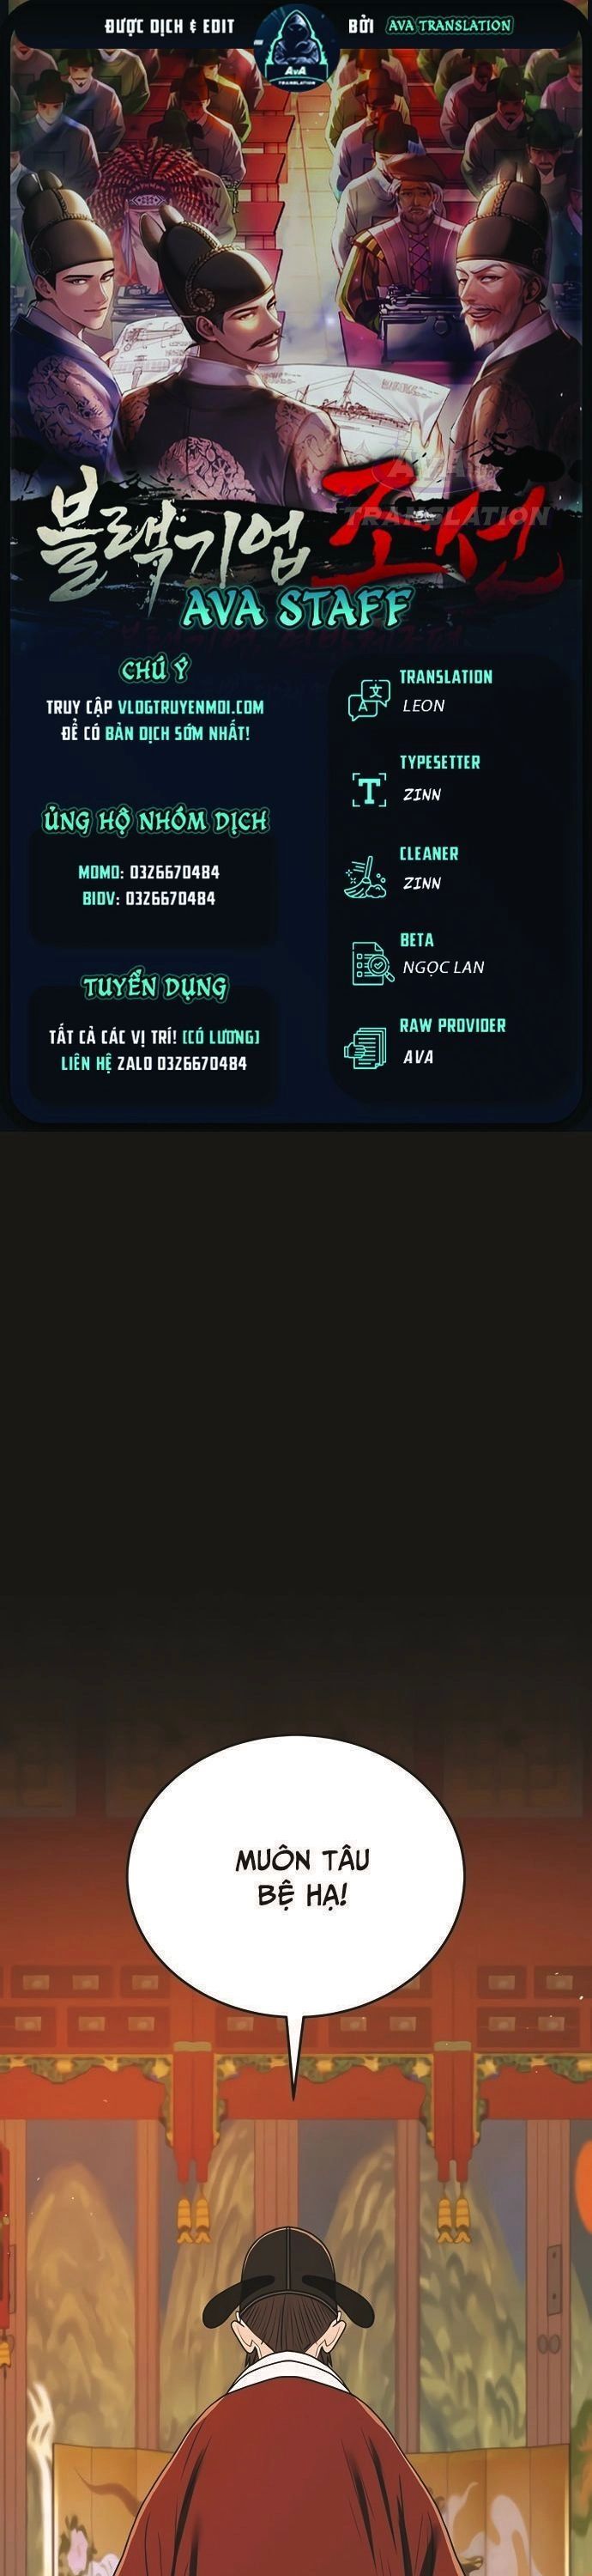 ĐƯỢC DỊCH & EDIT
BỞI
AVA TRANSLATION
AVA
TRANSLATION
AVA
TRANSLATION
블랙기업 조선
AVA STAFF
CHÚ Ý
TRUY CẬP VLOGTRUYENMOI.COM
ĐỂ CÓ BẢN DỊCH SỚM NHẤT!
ỦNG HỘ NHÓM DỊCH
MOMO: 0326670484
BIDV: 0326670484
TUYỂN DỤNG
TẤT CẢ CÁC VỊ TRÍ! [CÓ LƯƠNG]
LIÊN HỆ ZALO 0326670484
TRANSLATION
LEON
TYPESETTER
ZINN
CLEANER
ZINN
BETA
NGỌC LAN
RAW PROVIDER
AVA
MUÔN TÂU
BỆ HẠ!